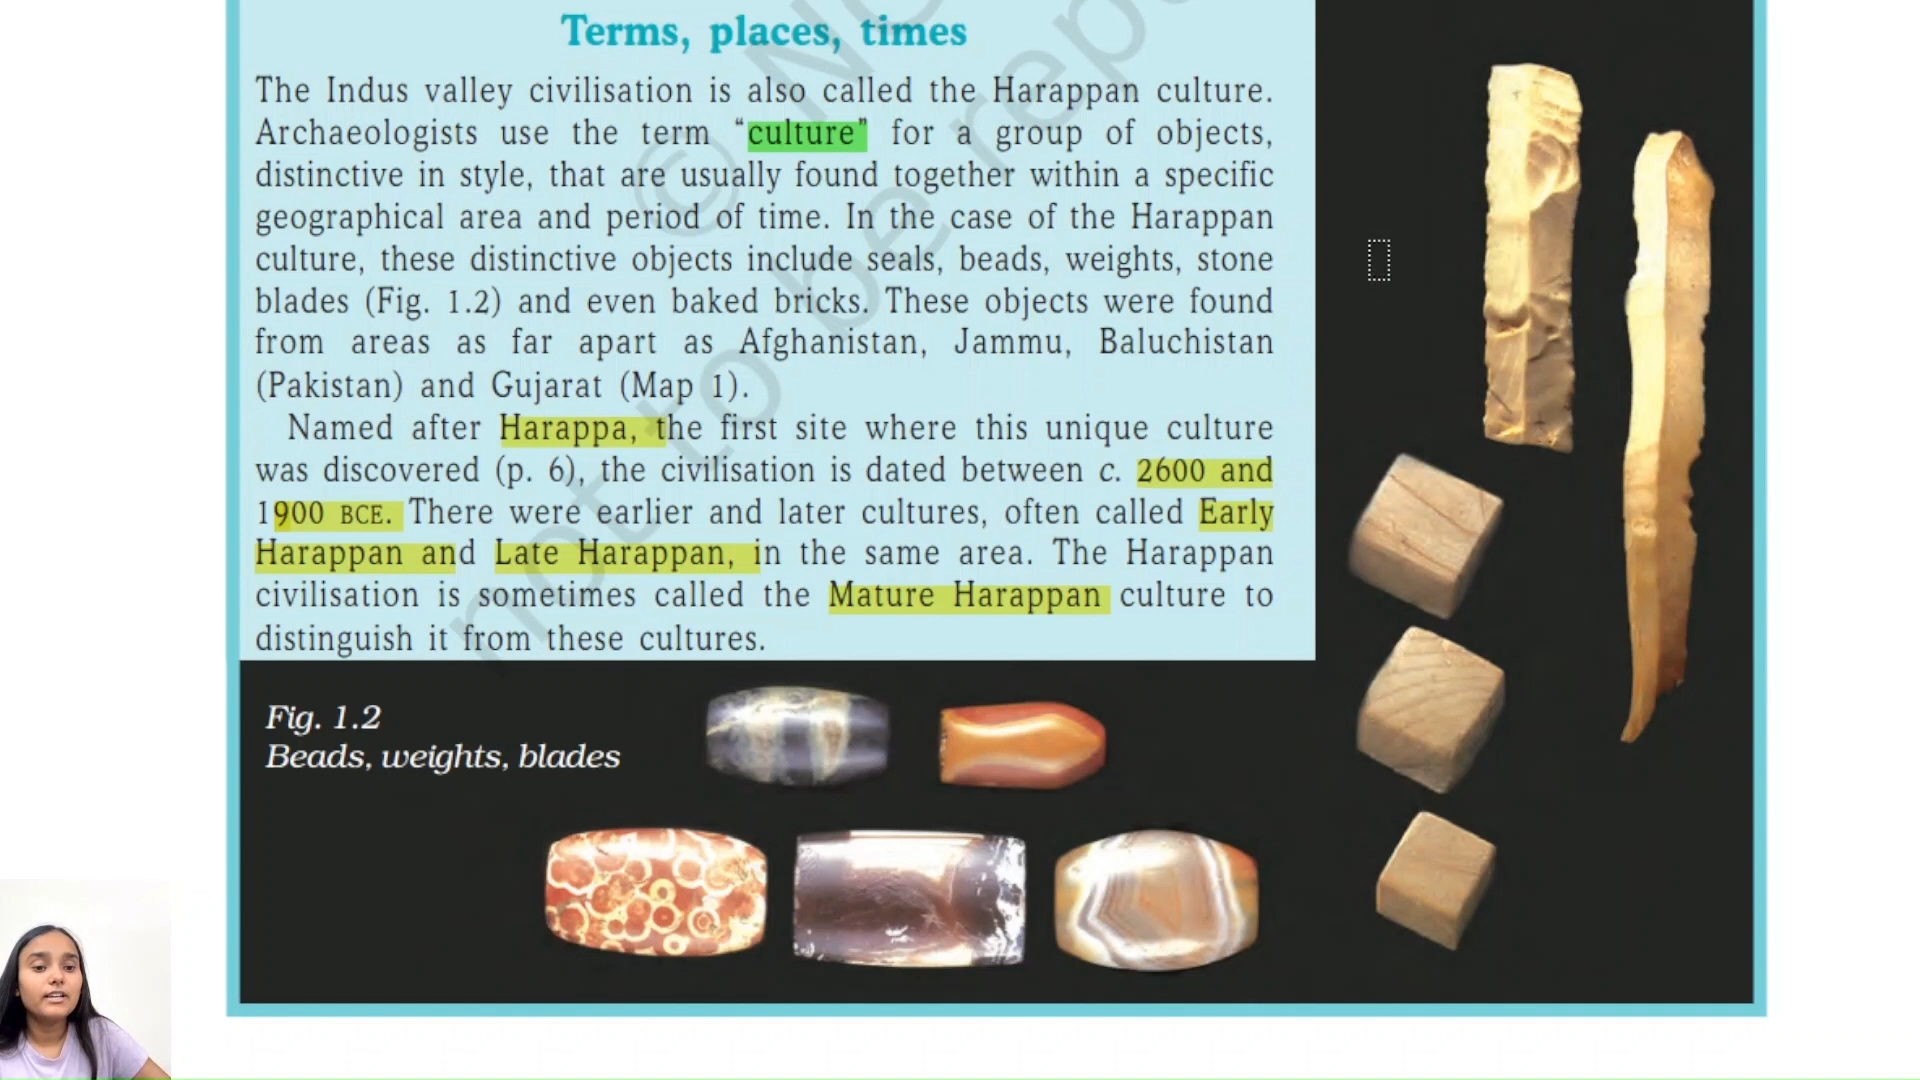 Terms, places, times
The Indus valley civilisation is also called the Harappan culture.
Archaeologists use the term “culture” for a group of objects,
distinctive in style, that are usually found together within a specific
geographical area and period of time. In the case of the Harappan
culture, these distinctive objects include seals, beads, weights, stone
blades (Fig. 1.2) and even baked bricks. These objects were found
from areas as far apart as Afghanistan, Jammu, Baluchistan
(Pakistan) and Gujarat (Map 1).
Named after Harappa, the first site where this unique culture
was discovered (p. 6), the civilisation is dated between c. 2600 and
1900 BCE. There were earlier and later cultures, often called Early
Harappan and Late Harappan, in the same area. The Harappan
civilisation is sometimes called the Mature Harappan culture to
distinguish it from these cultures.
Fig. 1.2
Beads, weights, blades
not to be rep